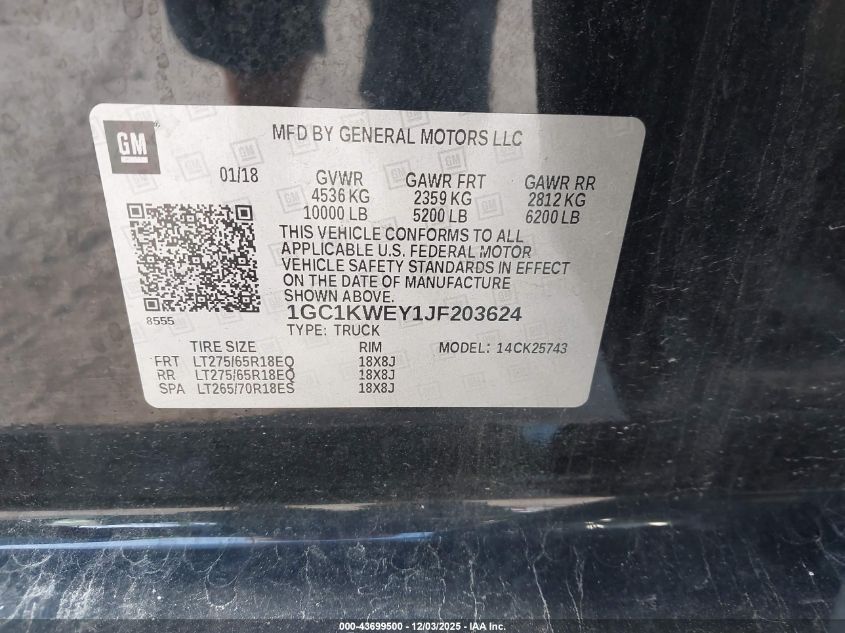 GM
®
MFD BY GENERAL MOTORS LLC
01/18 GVWR GAWR FRT GAWR RR
4536 KG 2359 KG 2812 KG
10000 LB 5200 LB 6200 LB
THIS VEHICLE CONFORMS TO ALL
APPLICABLE U.S. FEDERAL MOTOR
VEHICLE SAFETY STANDARDS IN EFFECT
ON THE DATE OF MANUFACTURE
SHOWN ABOVE.
8555
1GC1KWEY1JF203624
TYPE: TRUCK
TIRE SIZE RIM MODEL: 14CK25743
FRT LT275/65R18EQ 18X8J
RR LT275/65R18EQ 18X8J
SPA LT265/70R18ES 18X8J
000-43699500 - 12/03/2025 - IAA Inc.